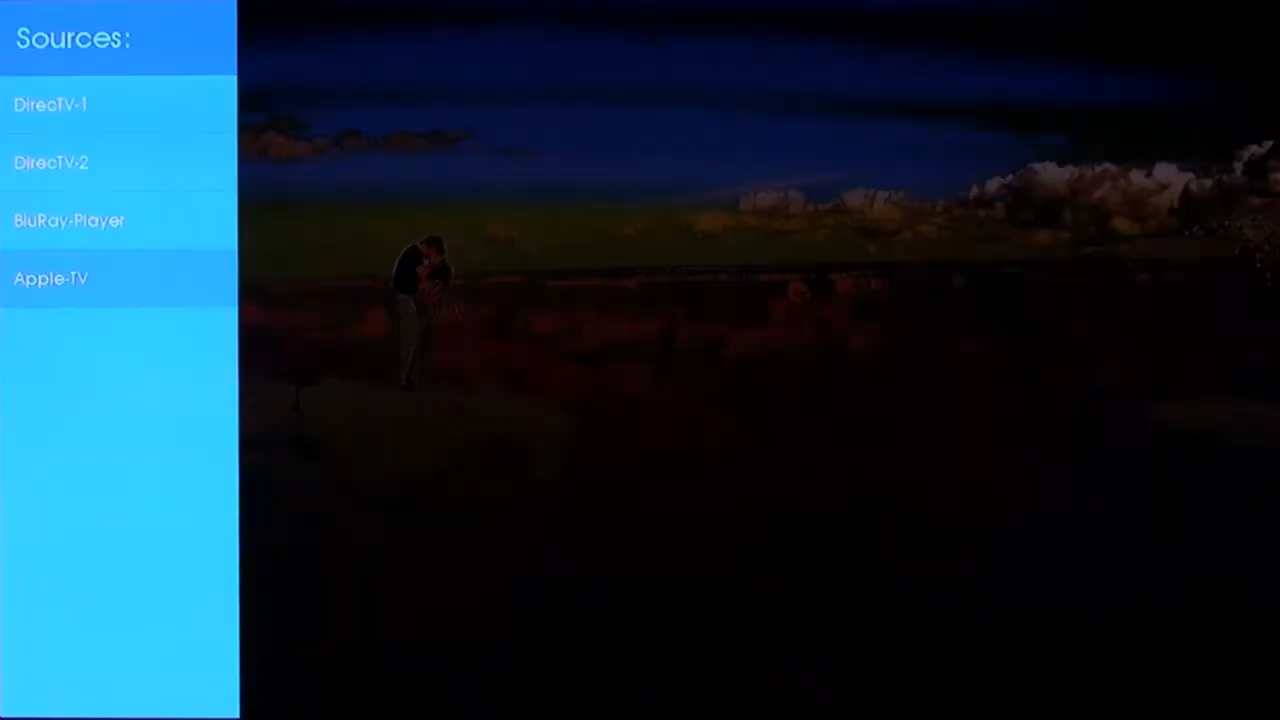 Sources:
DirecTV-1
DirecTV-2
BluRay-Player
Apple-TV